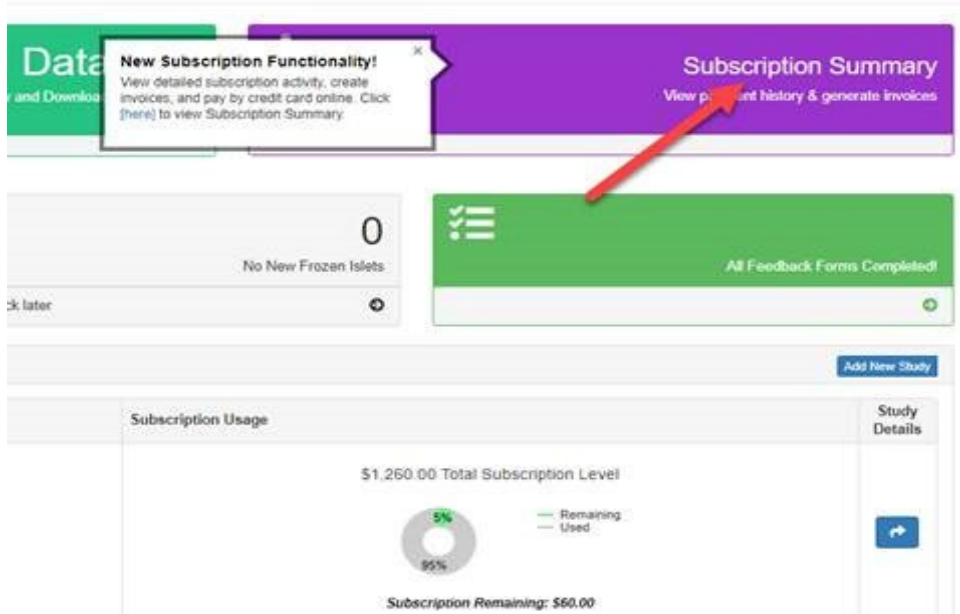 Data
New Subscription Functionality!
View detailed subscription activity, create
invoices, and pay by credit card online. Click
[here] to view Subscription Summary.
×
Subscription Summary
View history & generate invoices
and
0
No New Frozen Islets
later
All Feedback Forms Completed!
Add New Study
Subscription Usage
Study
Details
$1,260.00 Total Subscription Level
5%
95%
Remaining
Used
Subscription Remaining: $60.00